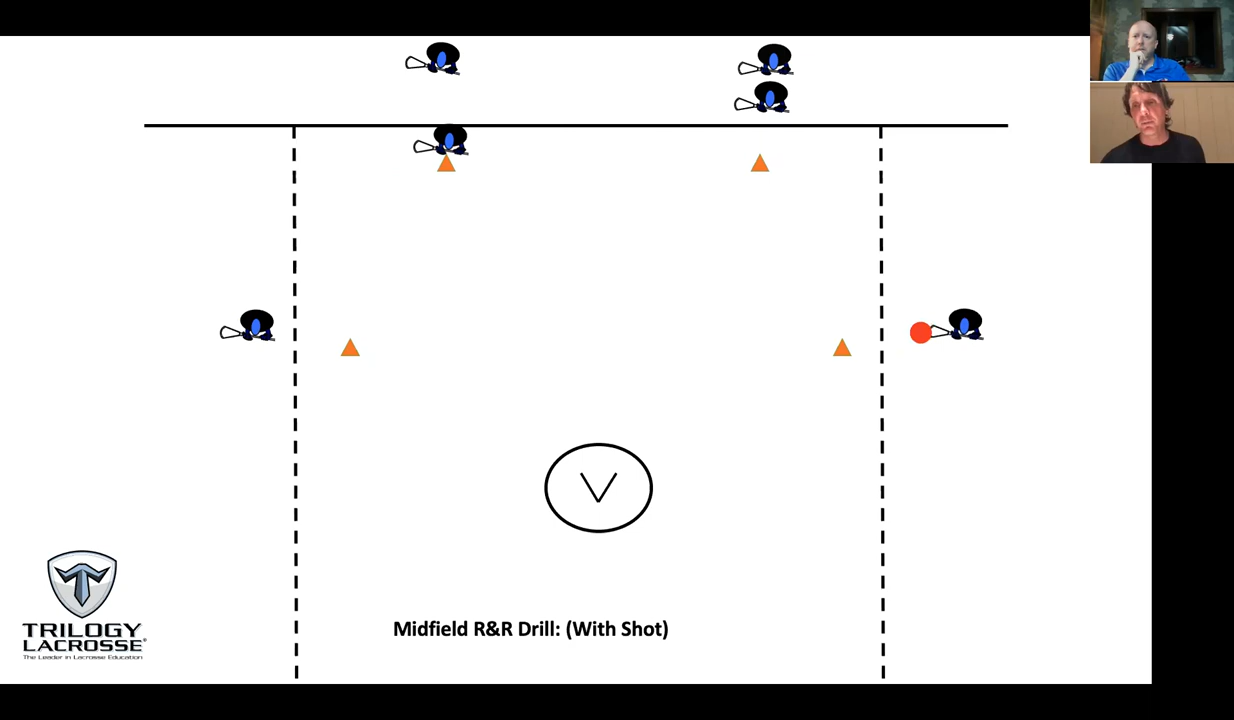 Midfield R&R Drill: (With Shot)
TRILOGY
LACROSSE®
The Leader in Lacrosse Education